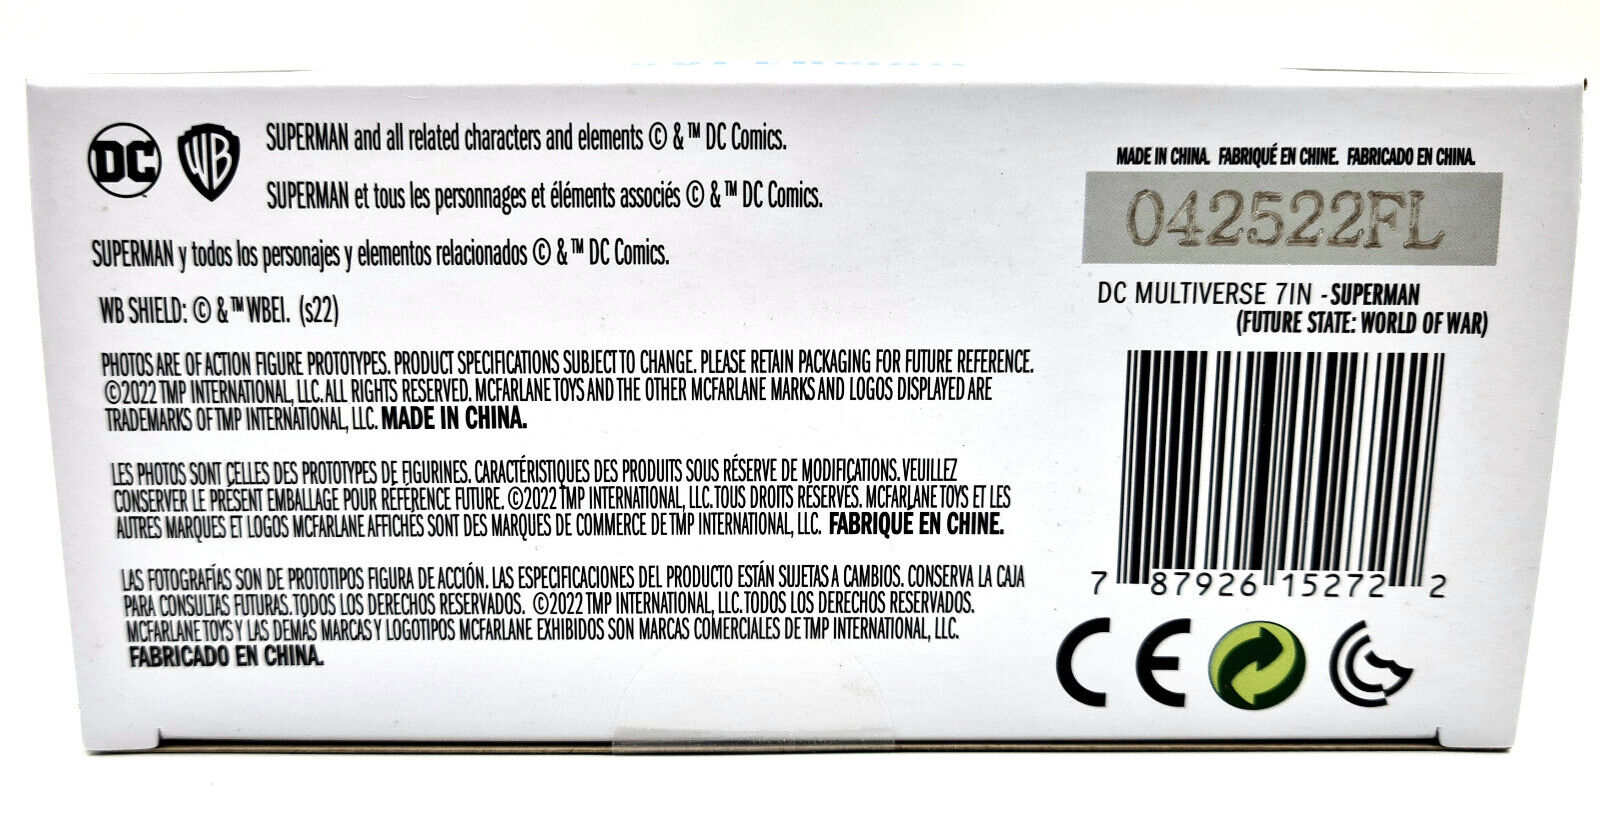 DC
WB
SUPERMAN and all related characters and elements © & ™ DC Comics.
SUPERMAN et tous les personnages et éléments associés © & ™ DC Comics.
SUPERMAN y todos los personajes y elementos relacionados © & ™ DC Comics.
WB SHIELD: © & ™ WBEI. (s22)
PHOTOS ARE OF ACTION FIGURE PROTOTYPES. PRODUCT SPECIFICATIONS SUBJECT TO CHANGE. PLEASE RETAIN PACKAGING FOR FUTURE REFERENCE.
©2022 TMP INTERNATIONAL, LLC. ALL RIGHTS RESERVED. MCFARLANE TOYS AND THE OTHER MCFARLANE MARKS AND LOGOS DISPLAYED ARE
TRADEMARKS OF TMP INTERNATIONAL, LLC. MADE IN CHINA.
LES PHOTOS SONT CELLES DES PROTOTYPES DE FIGURINES. CARACTÉRISTIQUES DES PRODUITS SOUS RÉSERVE DE MODIFICATIONS. VEUILLEZ
CONSERVER LE PRÉSENT EMBALLAGE POUR RÉFÉRENCE FUTURE. ©2022 TMP INTERNATIONAL, LLC. TOUS DROITS RÉSERVÉS. MCFARLANE TOYS ET LES
AUTRES MARQUES ET LOGOS MCFARLANE AFFICHÉS SONT DES MARQUES DE COMMERCE DE TMP INTERNATIONAL, LLC. FABRIQUÉ EN CHINE.
LAS FOTOGRAFÍAS SON DE PROTOTIPOS FIGURA DE ACCIÓN. LAS ESPECIFICACIONES DEL PRODUCTO ESTÁN SUJETAS A CAMBIOS. CONSERVA LA CAJA
PARA CONSULTAS FUTURAS. TODOS LOS DERECHOS RESERVADOS. ©2022 TMP INTERNATIONAL, LLC. TODOS LOS DERECHOS RESERVADOS.
MCFARLANE TOYS Y LAS DEMÁS MARCAS Y LOGOTIPOS MCFARLANE EXHIBIDOS SON MARCAS COMERCIALES DE TMP INTERNATIONAL, LLC.
FABRICADO EN CHINA.
MADE IN CHINA. FABRIQUÉ EN CHINE. FABRICADO EN CHINA.
042522FL
DC MULTIVERSE 7IN - SUPERMAN
(FUTURE STATE: WORLD OF WAR)
7 87926 15272 2
CE